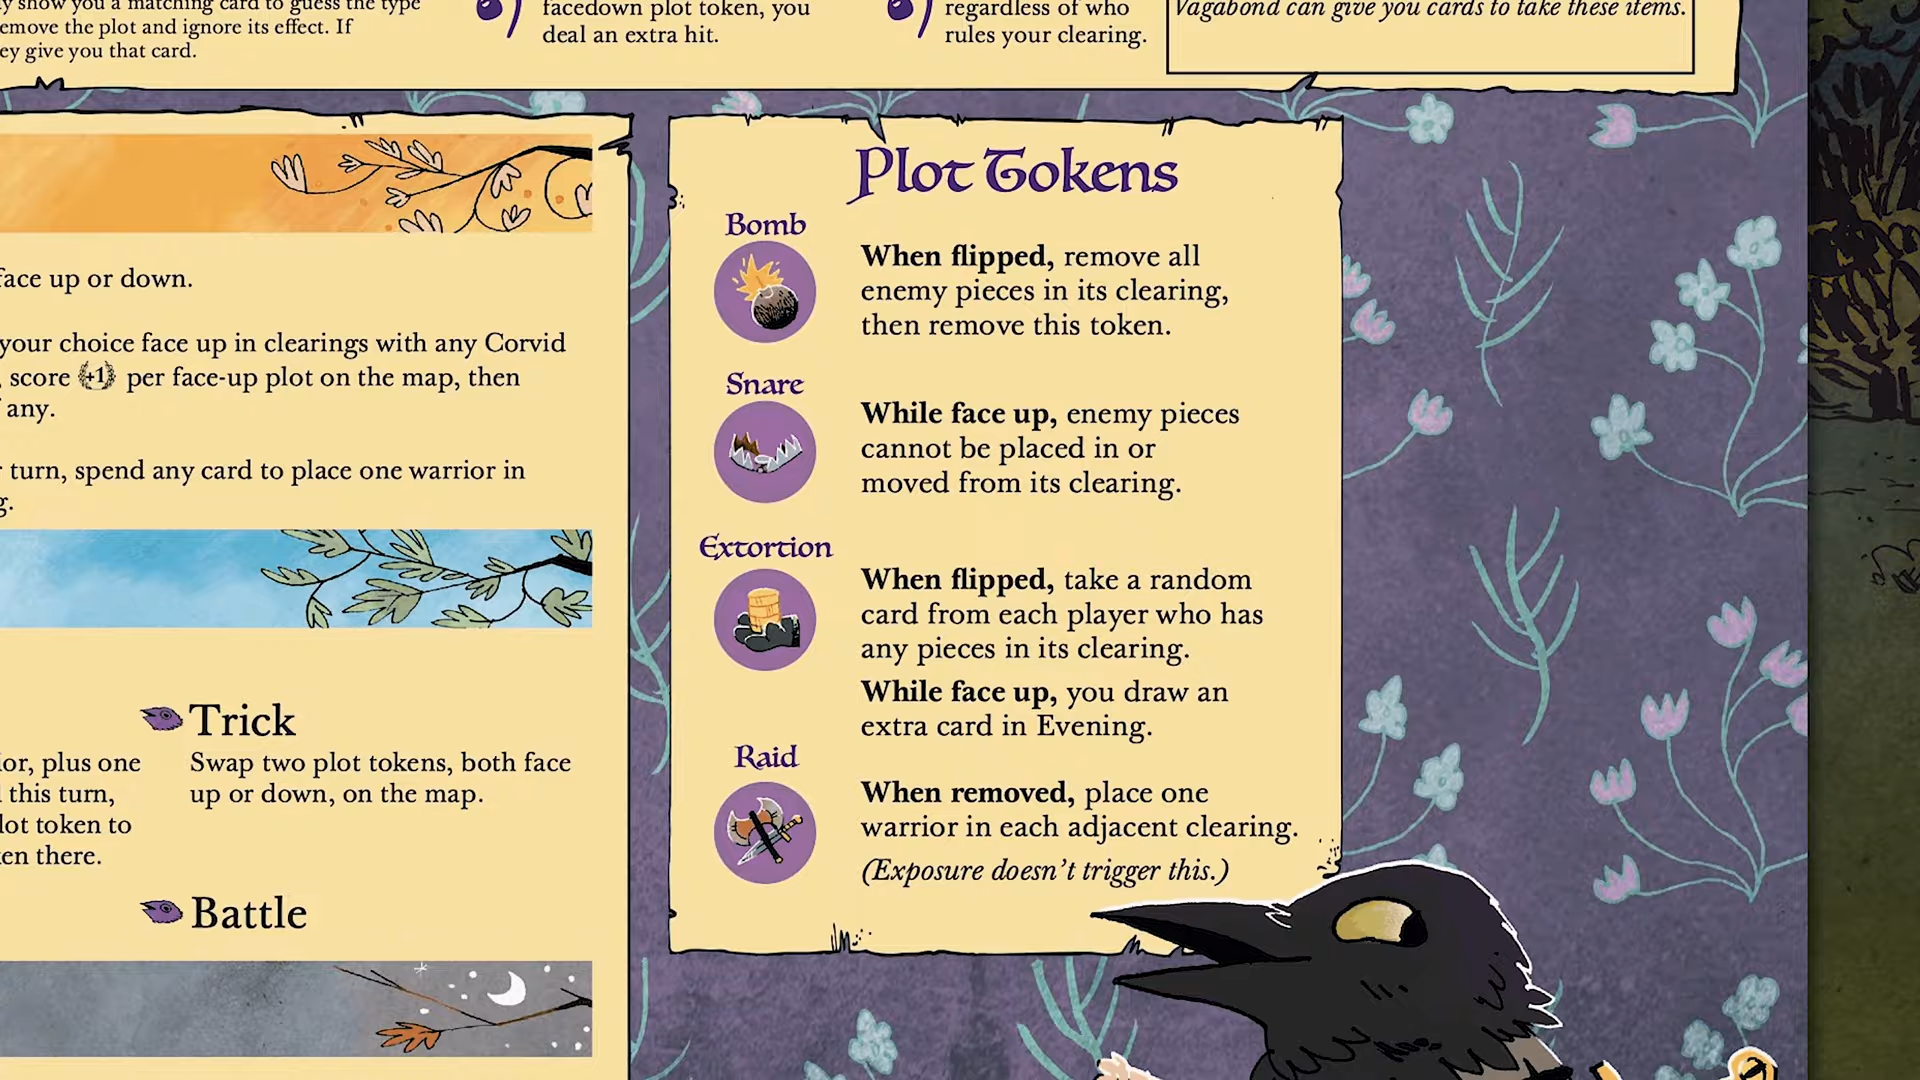 y show you a matching card to guess the type
emove the plot and ignore its effect. If
ey give you that card.
facedown plot token, you
deal an extra hit.
regardless of who
rules your clearing.
Vagabond can give you cards to take these items.
face up or down.
your choice face up in clearings with any Corvid
, score +1 per face-up plot on the map, then
f any.
r turn, spend any card to place one warrior in
g.
ior, plus one
l this turn,
lot token to
ken there.
Trick
Swap two plot tokens, both face
up or down, on the map.
Battle
Plot Tokens
Bomb
When flipped, remove all
enemy pieces in its clearing,
then remove this token.
Snare
While face up, enemy pieces
cannot be placed in or
moved from its clearing.
Extortion
When flipped, take a random
card from each player who has
any pieces in its clearing.
While face up, you draw an
extra card in Evening.
Raid
When removed, place one
warrior in each adjacent clearing.
(Exposure doesn't trigger this.)